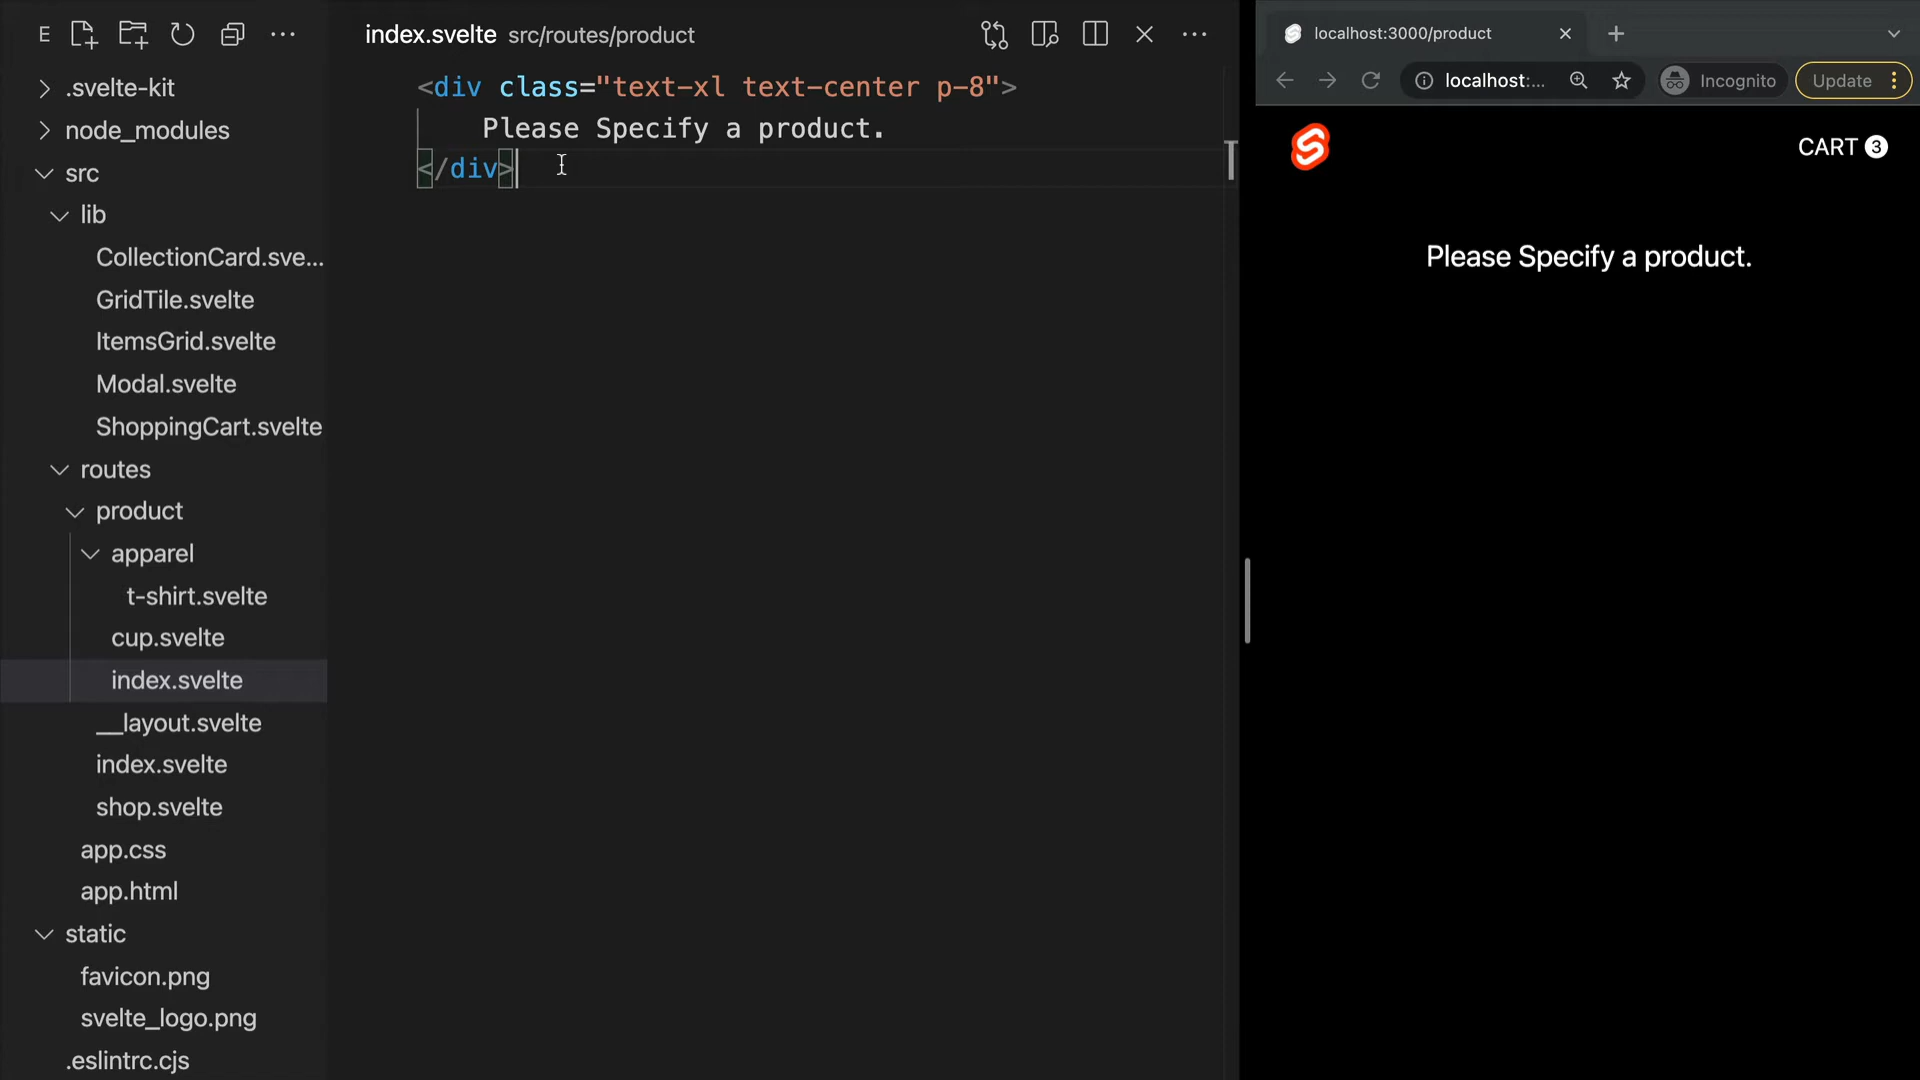 E
index.svelte src/routes/product
.svelte-kit
node_modules
src
lib
CollectionCard.sve...
GridTile.svelte
ItemsGrid.svelte
Modal.svelte
ShoppingCart.svelte
routes
product
apparel
t-shirt.svelte
cup.svelte
index.svelte
__layout.svelte
index.svelte
shop.svelte
app.css
app.html
static
favicon.png
svelte_logo.png
.eslintrc.cjs
<div class="text-xl text-center p-8">
Please Specify a product.
</div>
localhost:3000/product
localhost:...
Incognito
Update
CART 3
Please Specify a product.